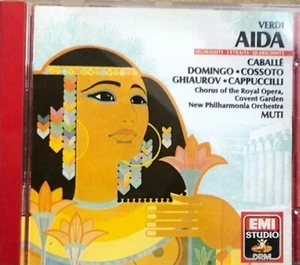 VERDI
AIDA
HIGHLIGHTS · EXTRAITS · QUERSCHNITT
CABALLÉ
DOMINGO • COSSOTO
GHIAUROV • CAPPUCCILLI
Chorus of the Royal Opera,
Covent Garden
New Philharmonia Orchestra
MUTI
EMI
STUDIO
DRM